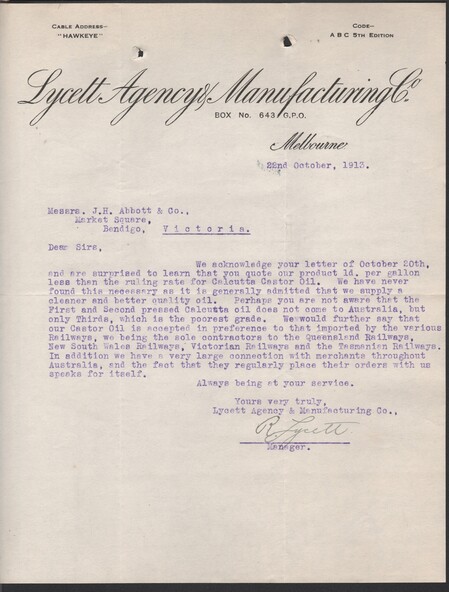 CABLE ADDRESS–
"HAWKEYE"
CODE–
A B C 5TH EDITION
Lycett Agency & Manufacturing Co.
BOX No. 643 G.P.O.
Melbourne
22nd October, 1913.
Messrs. J.H. Abbott & Co.,
Market Square,
Bendigo, Victoria.
Dear Sirs,
We acknowledge your letter of October 20th,
and are surprised to learn that you quote our product 1d. per gallon
less than the ruling rate for Calcutta Castor Oil. We have never
found this necessary as it is generally admitted that we supply a
cleaner and better quality oil. Perhaps you are not aware that the
First and Second pressed Calcutta oil does not come to Australia, but
only Thirds, which is the poorest grade. We would further say that
our Castor Oil is accepted in preference to that imported by the various
Railways, we being the sole contractors to the Queensland Railways,
New South Wales Railways, Victorian Railways and the Tasmanian Railways.
In addition we have a very large connection with merchants throughout
Australia, and the fact that they regularly place their orders with us
speaks for itself.
Always being at your service.
Yours very truly,
Lycett Agency & Manufacturing Co.,
R Lycett
Manager.